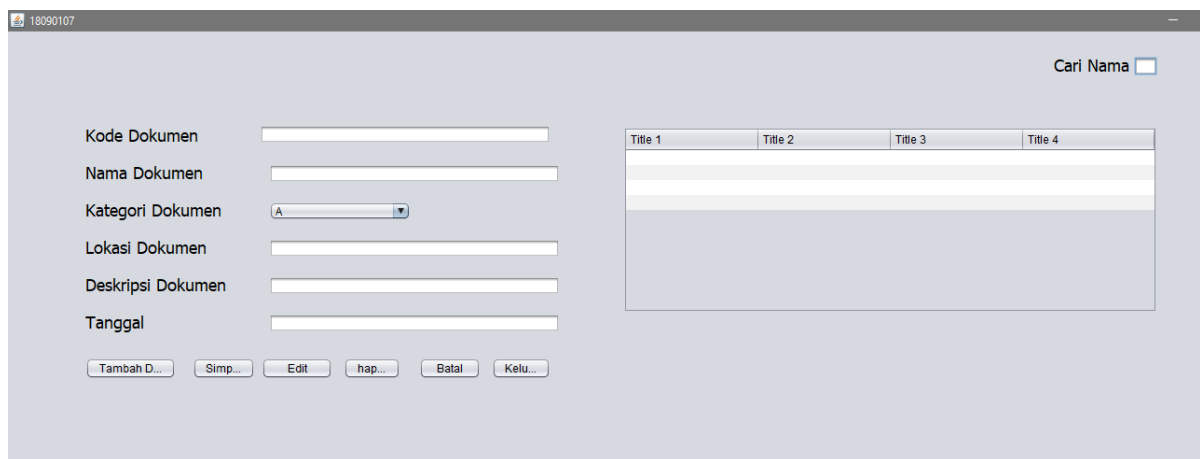 18090107
Cari Nama
Kode Dokumen
Nama Dokumen
Kategori Dokumen A
Lokasi Dokumen
Deskripsi Dokumen
Tanggal
Tambah D... Simp... Edit hap... Batal Kelu...
Title 1 Title 2 Title 3 Title 4